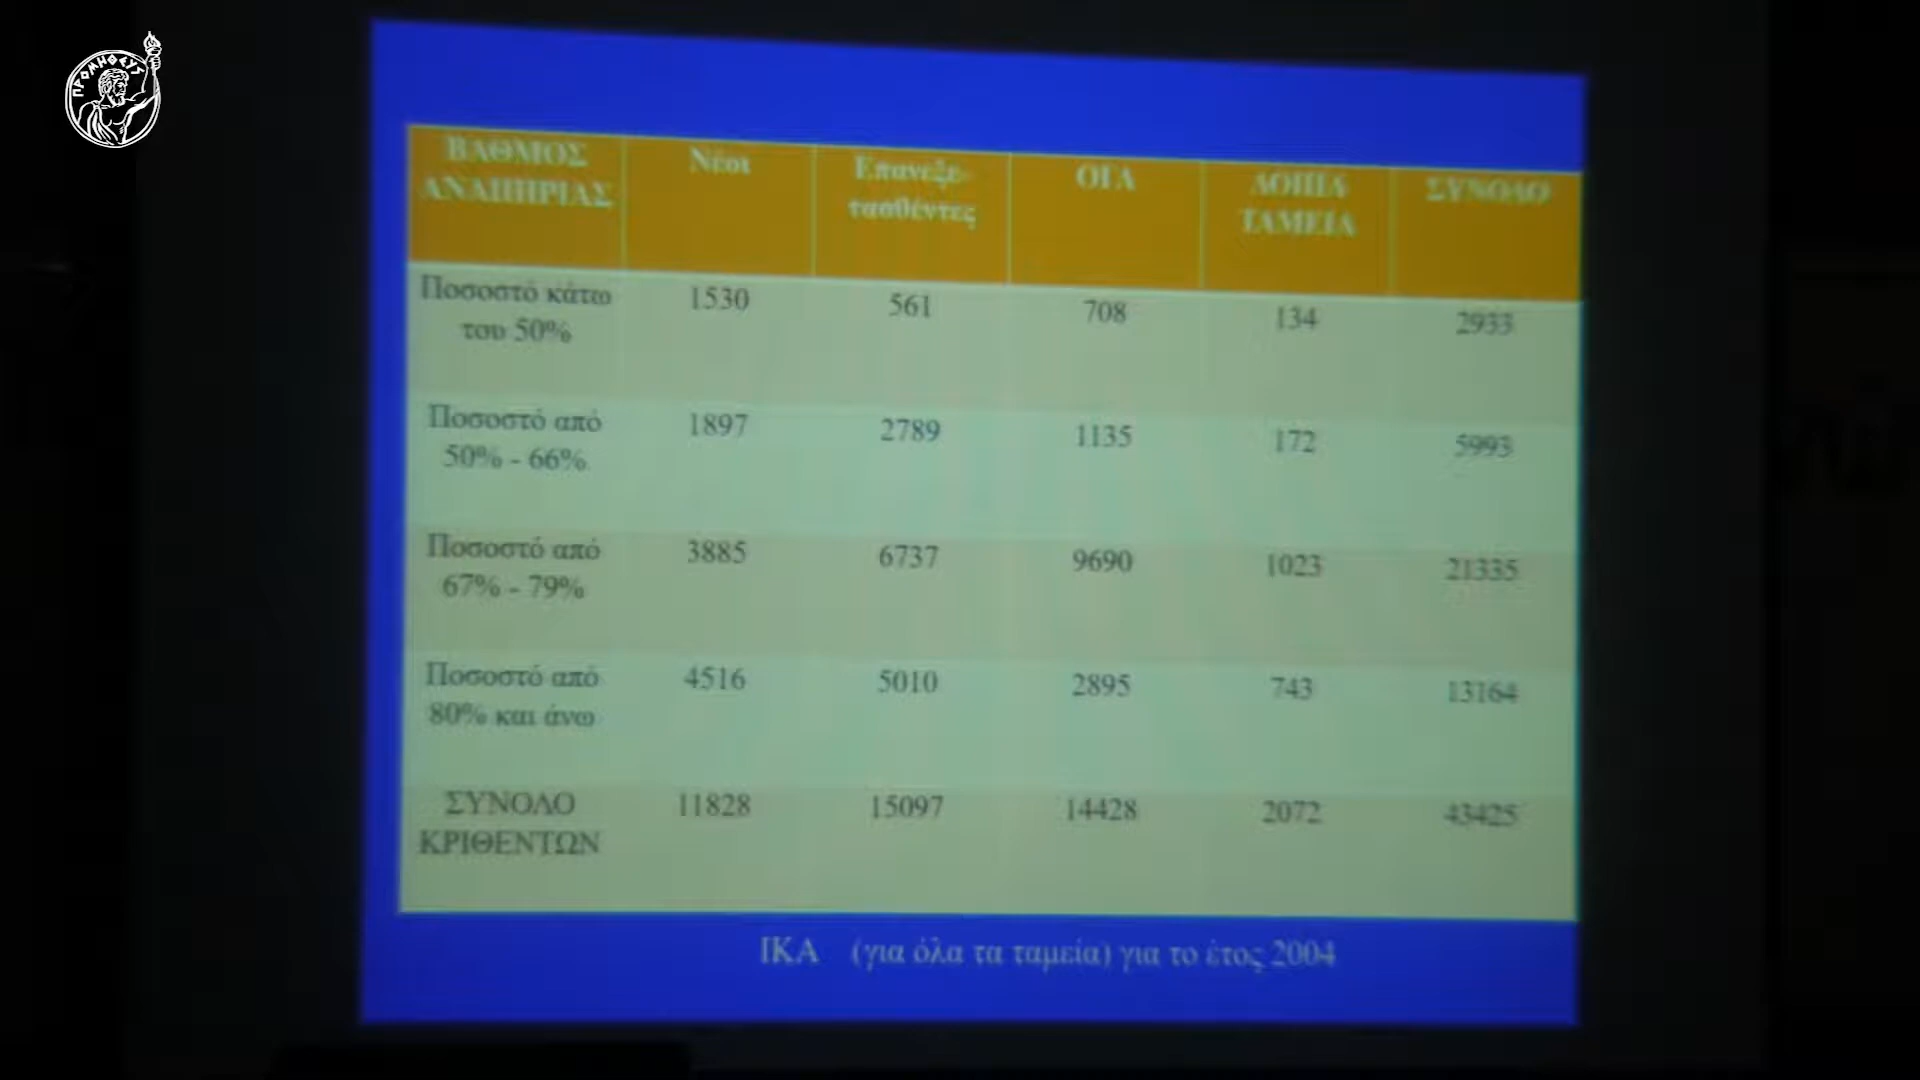 ΠΡΟΜΗΘΕΥΣ
ΒΑΘΜΟΣ ΑΝΑΠΗΡΙΑΣ Νέοι Επανεξε-τασθέντες ΟΓΑ ΛΟΙΠΑ ΤΑΜΕΙΑ ΣΥΝΟΛΟ
Ποσοστό κάτω του 50% 1530 561 708 134 2933
Ποσοστό από 50% - 66% 1897 2789 1135 172 5993
Ποσοστό από 67% - 79% 3885 6737 9690 1023 21335
Ποσοστό από 80% και άνω 4516 5010 2895 743 13164
ΣΥΝΟΛΟ ΚΡΙΘΕΝΤΩΝ 11828 15097 14428 2072 43425
ΙΚΑ (για όλα τα ταμεία) για το έτος 2004